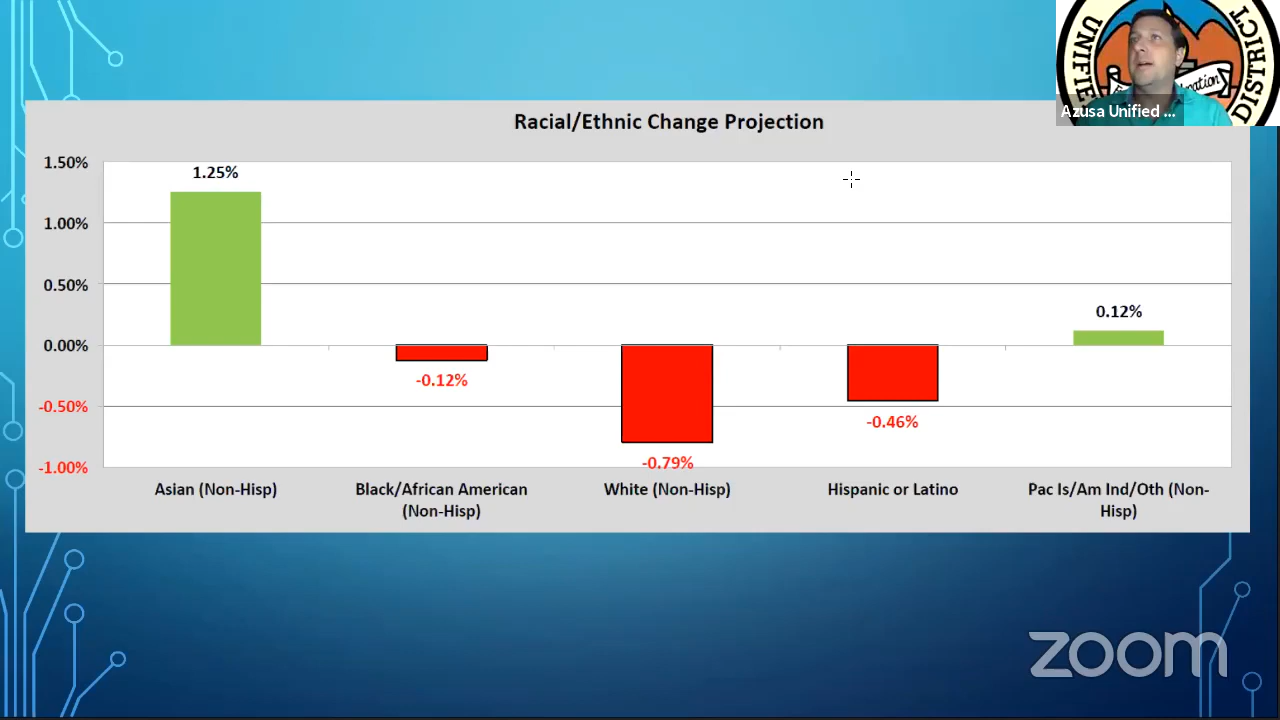 UNIFIE
DISTRICT
Azusa Unified ...
Racial/Ethnic Change Projection
1.50%
1.00%
0.50%
0.00%
-0.50%
-1.00%
1.25%
-0.12%
-0.79%
-0.46%
0.12%
Asian (Non-Hisp)
Black/African American
(Non-Hisp)
White (Non-Hisp)
Hispanic or Latino
Pac Is/Am Ind/Oth (Non-
Hisp)
zoom